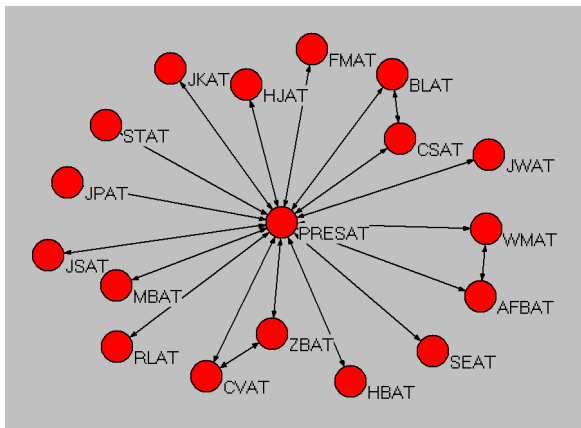 FMAT
JKAT
BLAT
HJAT
STAT
CSAT
JWAT
JPAT
PRESAT
WMAT
JSAT
MBAT
AFBAT
ZBAT
RLAT
SEAT
CVAT
HBAT